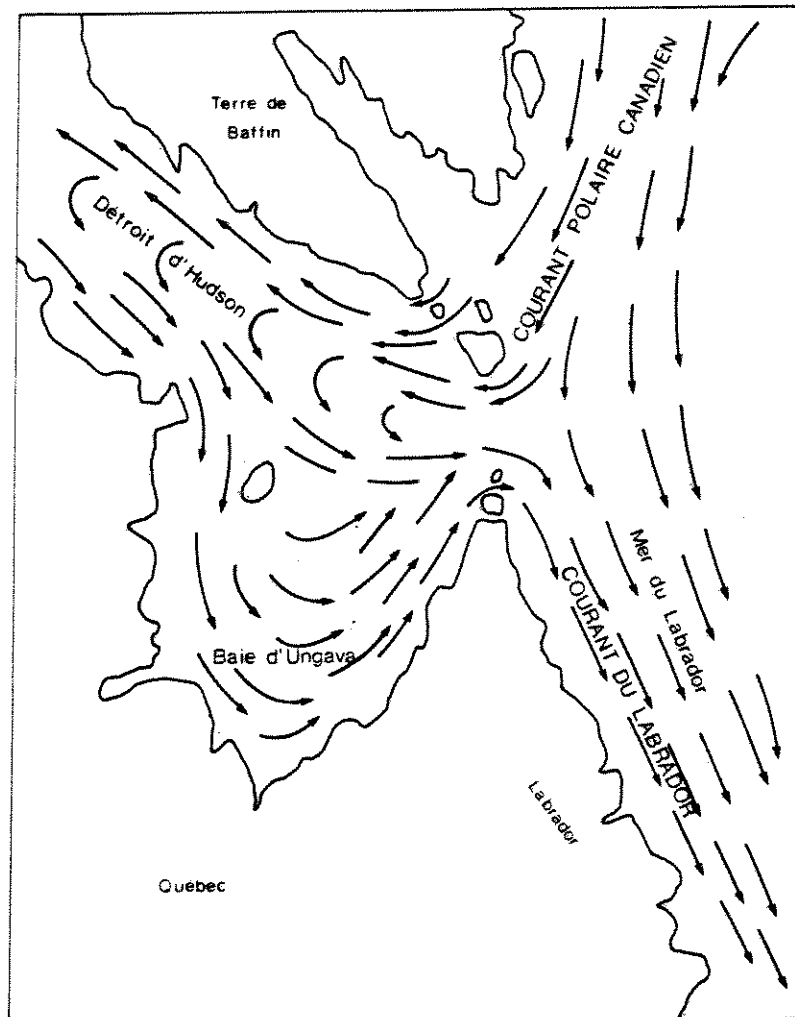 Terre de
Baffin
COURANT POLAIRE CANADIEN
Détroit d'Hudson
Mer du Labrador
COURANT DU LABRADOR
Baie d'Ungava
Labrador
Québec